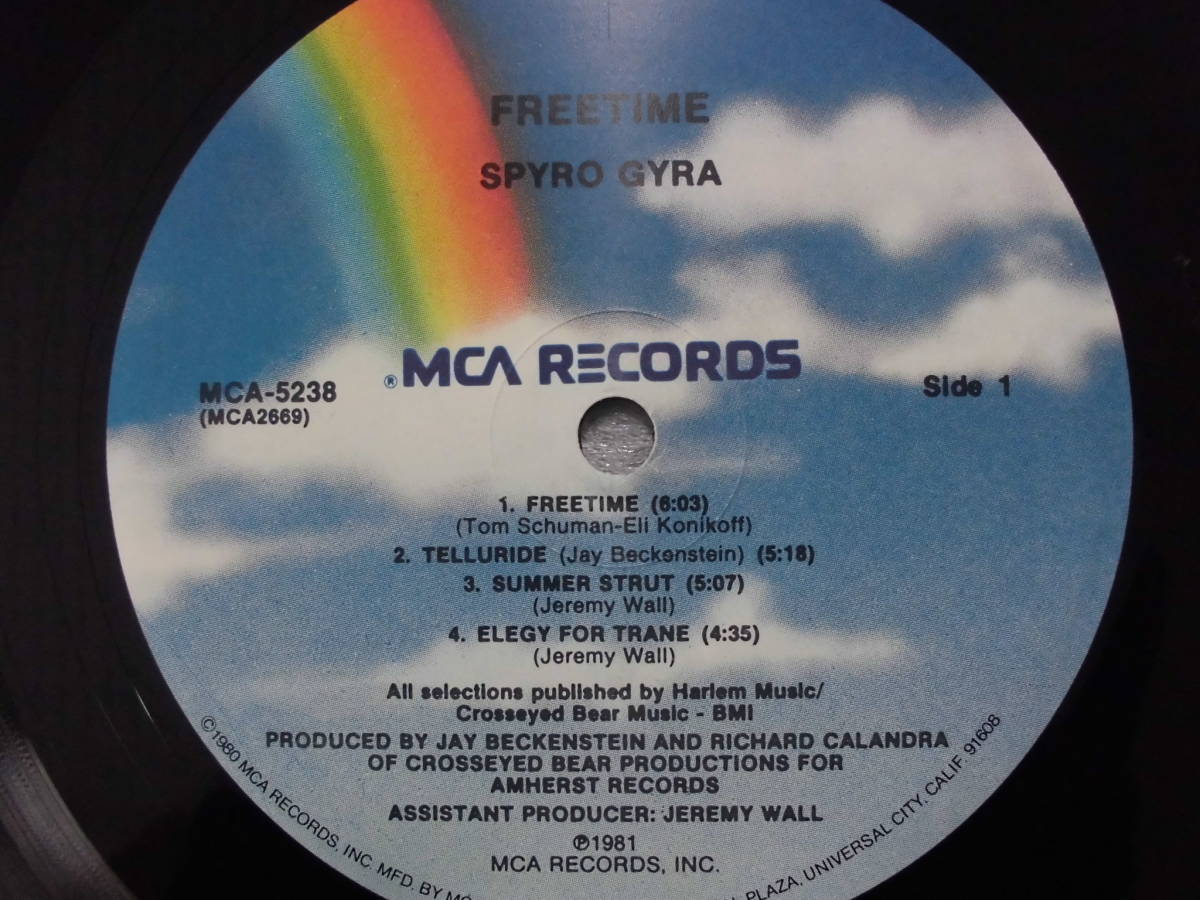 FREETIME
SPYRO GYRA
®MCA RECORDS
MCA-5238
(MCA2669)
Side 1
1. FREETIME (6:03)
(Tom Schuman-Eli Konikoff)
2. TELLURIDE (Jay Beckenstein) (5:18)
3. SUMMER STRUT (5:07)
(Jeremy Wall)
4. ELEGY FOR TRANE (4:35)
(Jeremy Wall)
All selections published by Harlem Music/
Crosseyed Bear Music - BMI
PRODUCED BY JAY BECKENSTEIN AND RICHARD CALANDRA
OF CROSSEYED BEAR PRODUCTIONS FOR
AMHERST RECORDS
ASSISTANT PRODUCER: JEREMY WALL
℗1981
MCA RECORDS, INC.
©1980 MCA RECORDS, INC. MFD. BY PLAZA, UNIVERSAL CITY, CALIF. 91608